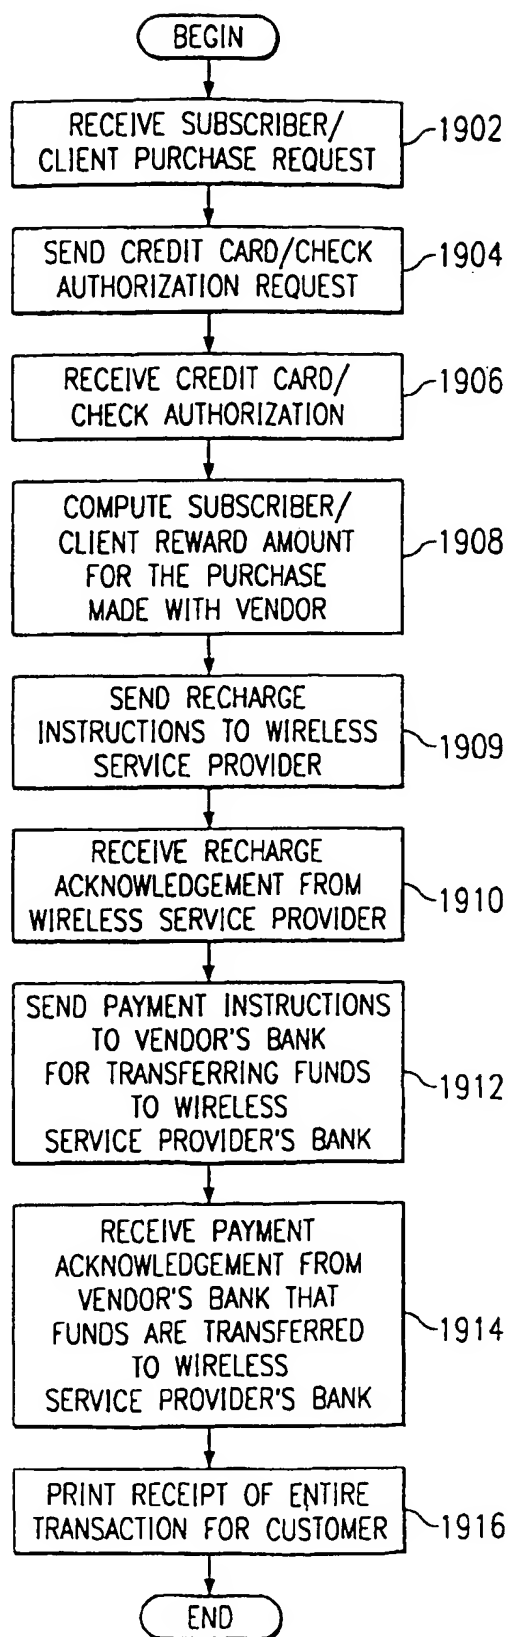 BEGIN
RECEIVE SUBSCRIBER/
CLIENT PURCHASE REQUEST
1902
SEND CREDIT CARD/CHECK
AUTHORIZATION REQUEST
1904
RECEIVE CREDIT CARD/
CHECK AUTHORIZATION
1906
COMPUTE SUBSCRIBER/
CLIENT REWARD AMOUNT
FOR THE PURCHASE
MADE WITH VENDOR
1908
SEND RECHARGE
INSTRUCTIONS TO WIRELESS
SERVICE PROVIDER
1909
RECEIVE RECHARGE
ACKNOWLEDGEMENT FROM
WIRELESS SERVICE PROVIDER
1910
SEND PAYMENT INSTRUCTIONS
TO VENDOR'S BANK
FOR TRANSFERRING FUNDS
TO WIRELESS
SERVICE PROVIDER'S BANK
1912
RECEIVE PAYMENT
ACKNOWLEDGEMENT FROM
VENDOR'S BANK THAT
FUNDS ARE TRANSFERRED
TO WIRELESS
SERVICE PROVIDER'S BANK
1914
PRINT RECEIPT OF ENTIRE
TRANSACTION FOR CUSTOMER
1916
END